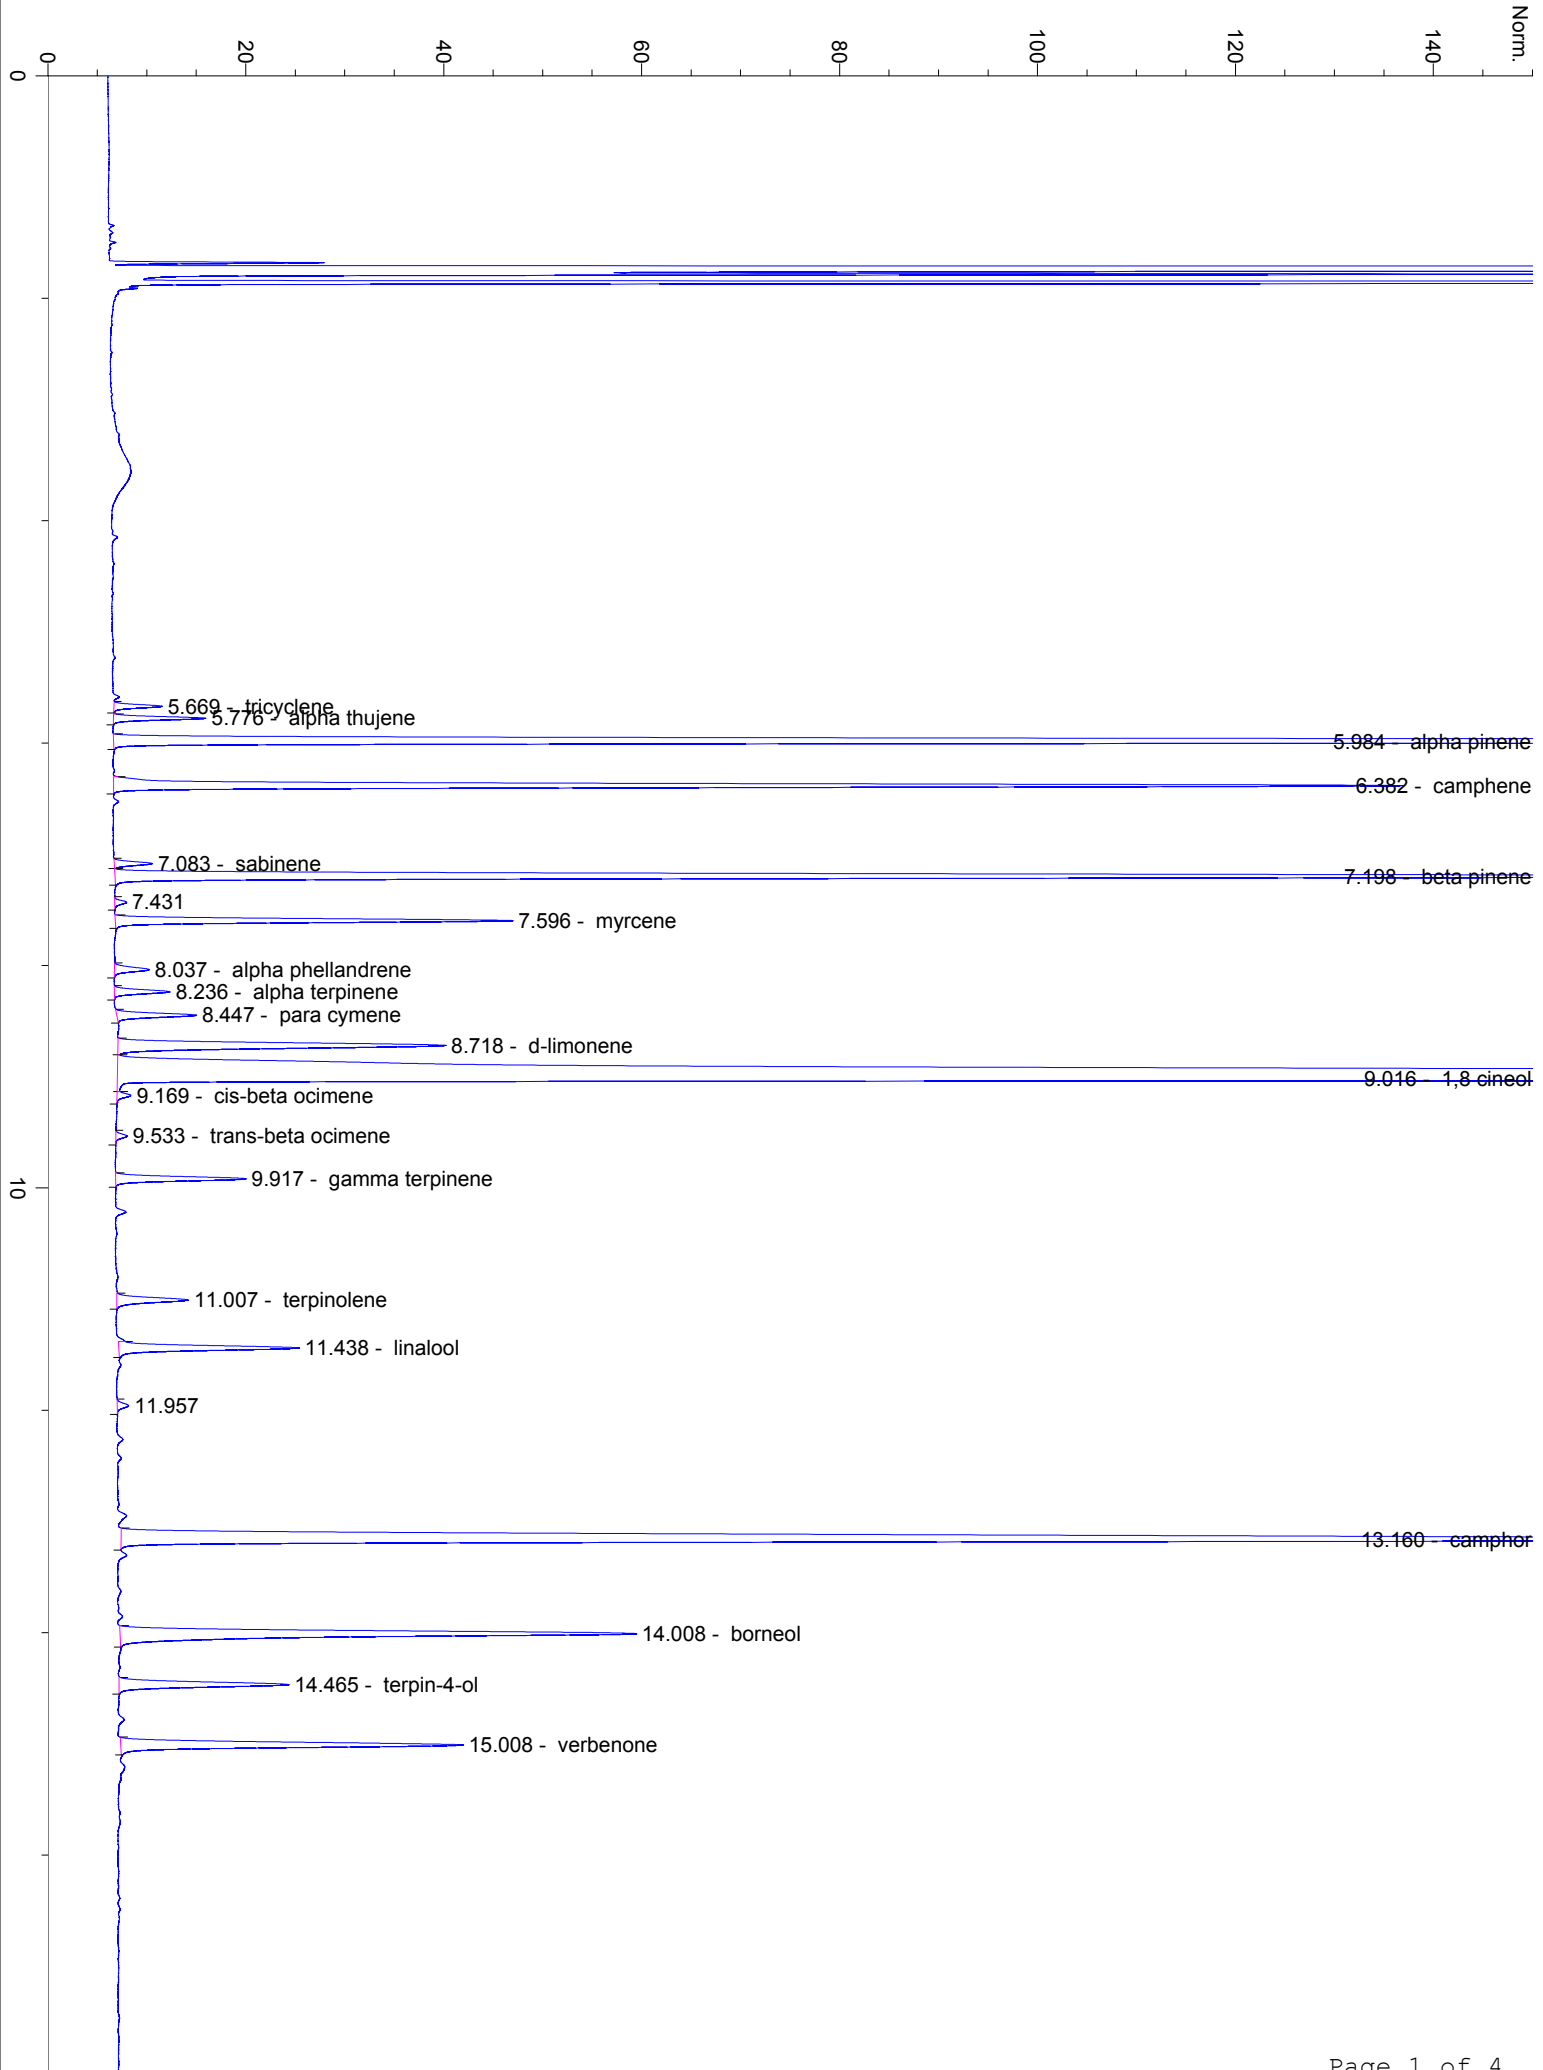 Norm.
0
20
40
60
80
100
120
140
0
5.669 - tricyclene
5.776 - alpha thujene
5.984 - alpha pinene
6.382 - camphene
7.083 - sabinene
7.198 - beta pinene
7.431
7.596 - myrcene
8.037 - alpha phellandrene
8.236 - alpha terpinene
8.447 - para cymene
8.718 - d-limonene
9.016 - 1,8 cineol
9.169 - cis-beta ocimene
9.533 - trans-beta ocimene
9.917 - gamma terpinene
10
11.007 - terpinolene
11.438 - linalool
11.957
13.160 - camphor
14.008 - borneol
14.465 - terpin-4-ol
15.008 - verbenone
Page 1 of 4